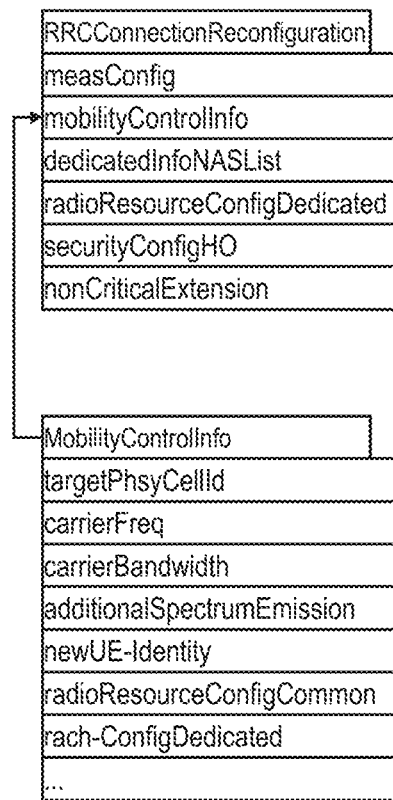 RRCConnectionReconfiguration
measConfig
mobilityControlInfo
dedicatedInfoNASList
radioResourceConfigDedicated
securityConfigHO
nonCriticalExtension
MobilityControlInfo
targetPhsyCellId
carrierFreq
carrierBandwidth
additionalSpectrumEmission
newUE-Identity
radioResourceConfigCommon
rach-ConfigDedicated
...